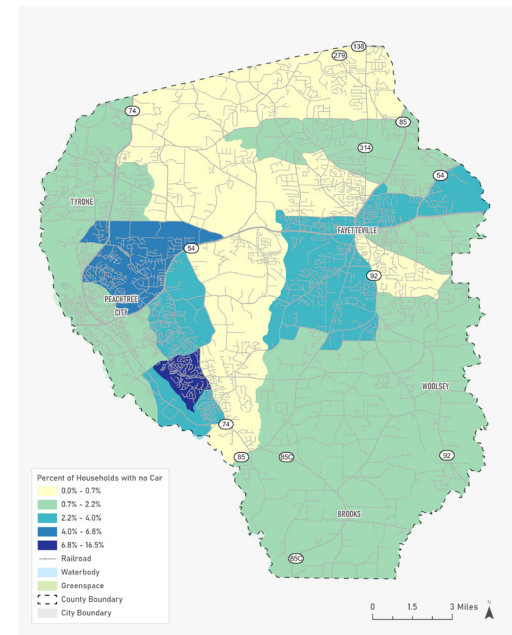 138
279
74
85
314
54
TYRONE
FAYETTEVILLE
54
92
PEACHTREE
CITY
WOOLSEY
74
85
85C
92
BROOKS
85C
Percent of Households with no Car
0.0% - 0.7%
0.7% - 2.2%
2.2% - 4.0%
4.0% - 6.8%
6.8% - 16.5%
Railroad
Waterbody
Greenspace
County Boundary
City Boundary
0 1.5 3 Miles
N